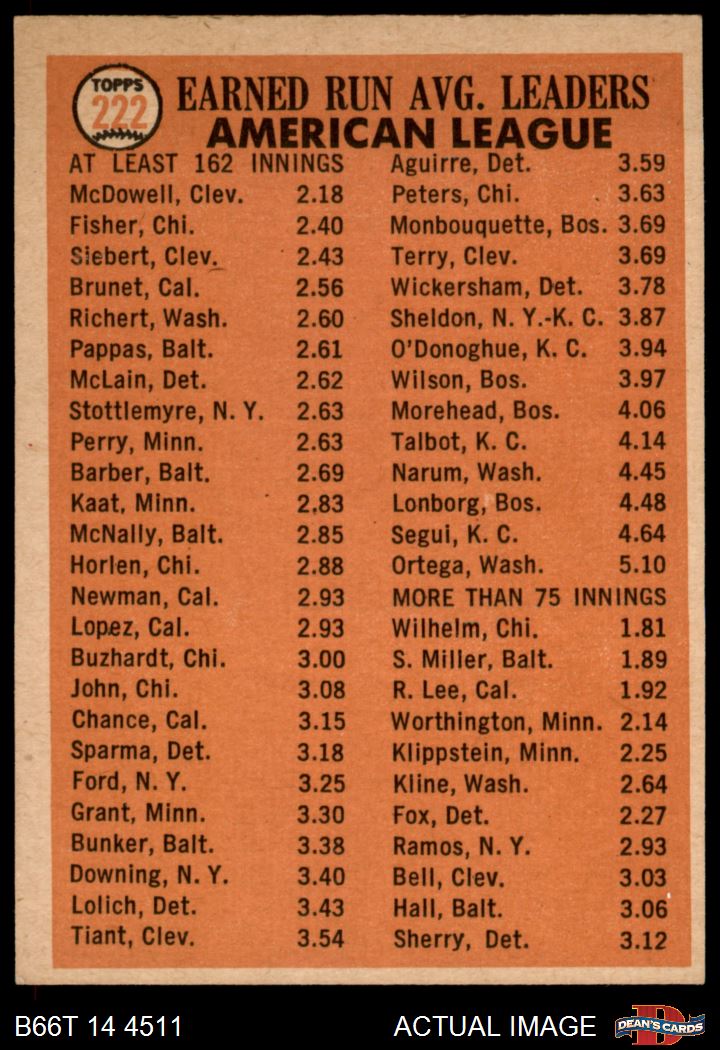 TOPPS
222
EARNED RUN AVG. LEADERS
AMERICAN LEAGUE
AT LEAST 162 INNINGS
McDowell, Clev. 2.18
Fisher, Chi. 2.40
Siebert, Clev. 2.43
Brunet, Cal. 2.56
Richert, Wash. 2.60
Pappas, Balt. 2.61
McLain, Det. 2.62
Stottlemyre, N. Y. 2.63
Perry, Minn. 2.63
Barber, Balt. 2.69
Kaat, Minn. 2.83
McNally, Balt. 2.85
Horlen, Chi. 2.88
Newman, Cal. 2.93
Lopez, Cal. 2.93
Buzhardt, Chi. 3.00
John, Chi. 3.08
Chance, Cal. 3.15
Sparma, Det. 3.18
Ford, N. Y. 3.25
Grant, Minn. 3.30
Bunker, Balt. 3.38
Downing, N. Y. 3.40
Lolich, Det. 3.43
Tiant, Clev. 3.54
Aguirre, Det. 3.59
Peters, Chi. 3.63
Monbouquette, Bos. 3.69
Terry, Clev. 3.69
Wickersham, Det. 3.78
Sheldon, N. Y.-K. C. 3.87
O'Donoghue, K. C. 3.94
Wilson, Bos. 3.97
Morehead, Bos. 4.06
Talbot, K. C. 4.14
Narum, Wash. 4.45
Lonborg, Bos. 4.48
Segui, K. C. 4.64
Ortega, Wash. 5.10
MORE THAN 75 INNINGS
Wilhelm, Chi. 1.81
S. Miller, Balt. 1.89
R. Lee, Cal. 1.92
Worthington, Minn. 2.14
Klippstein, Minn. 2.25
Kline, Wash. 2.64
Fox, Det. 2.27
Ramos, N. Y. 2.93
Bell, Clev. 3.03
Hall, Balt. 3.06
Sherry, Det. 3.12
B66T 14 4511
ACTUAL IMAGE
D
DEAN'S CARDS